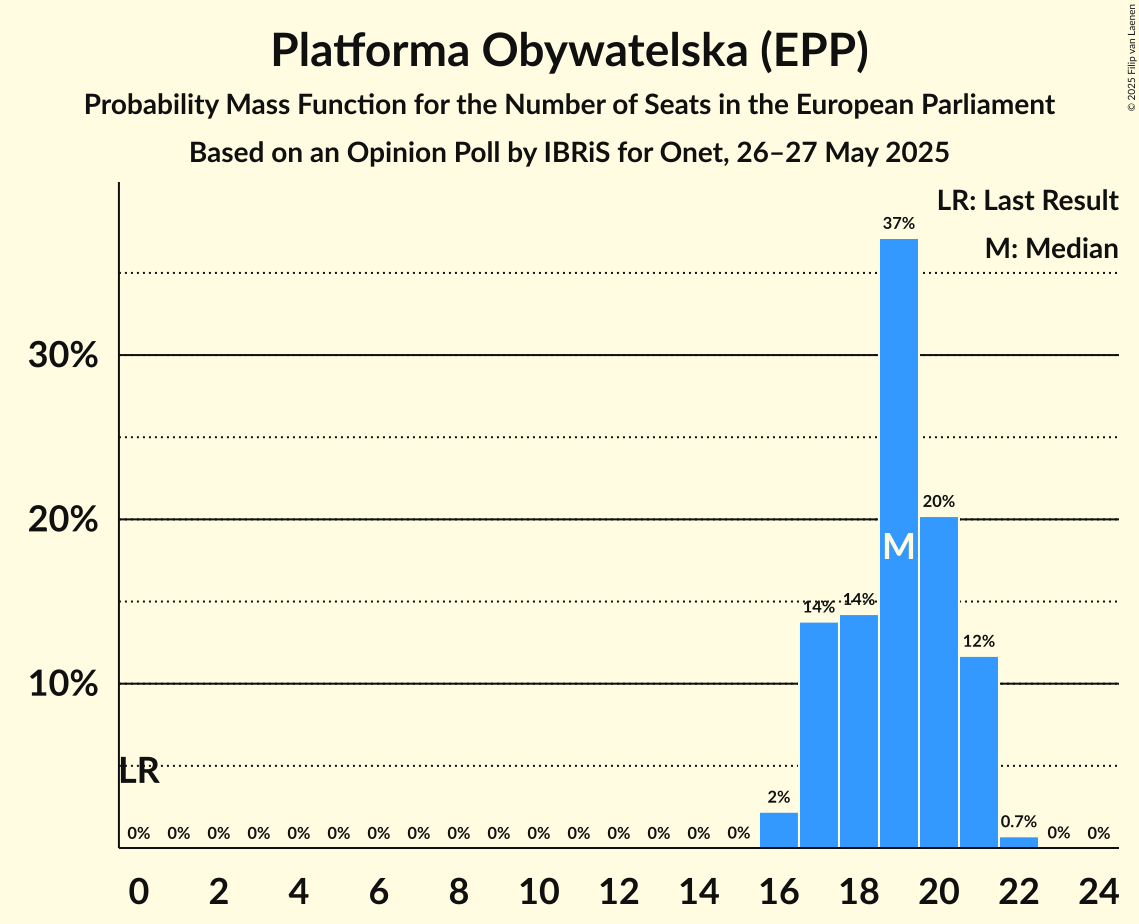 Platforma Obywatelska (EPP)
Probability Mass Function for the Number of Seats in the European Parliament
Based on an Opinion Poll by IBRiS for Onet, 26–27 May 2025
© 2025 Filip van Laenen
LR: Last Result
M: Median
37%
30%
20%
20%
M
14% 14%
12%
10%
LR
2%
0.7%
0% 0% 0% 0% 0% 0% 0% 0% 0% 0% 0% 0% 0% 0% 0% 0% 0% 0%
0 2 4 6 8 10 12 14 16 18 20 22 24